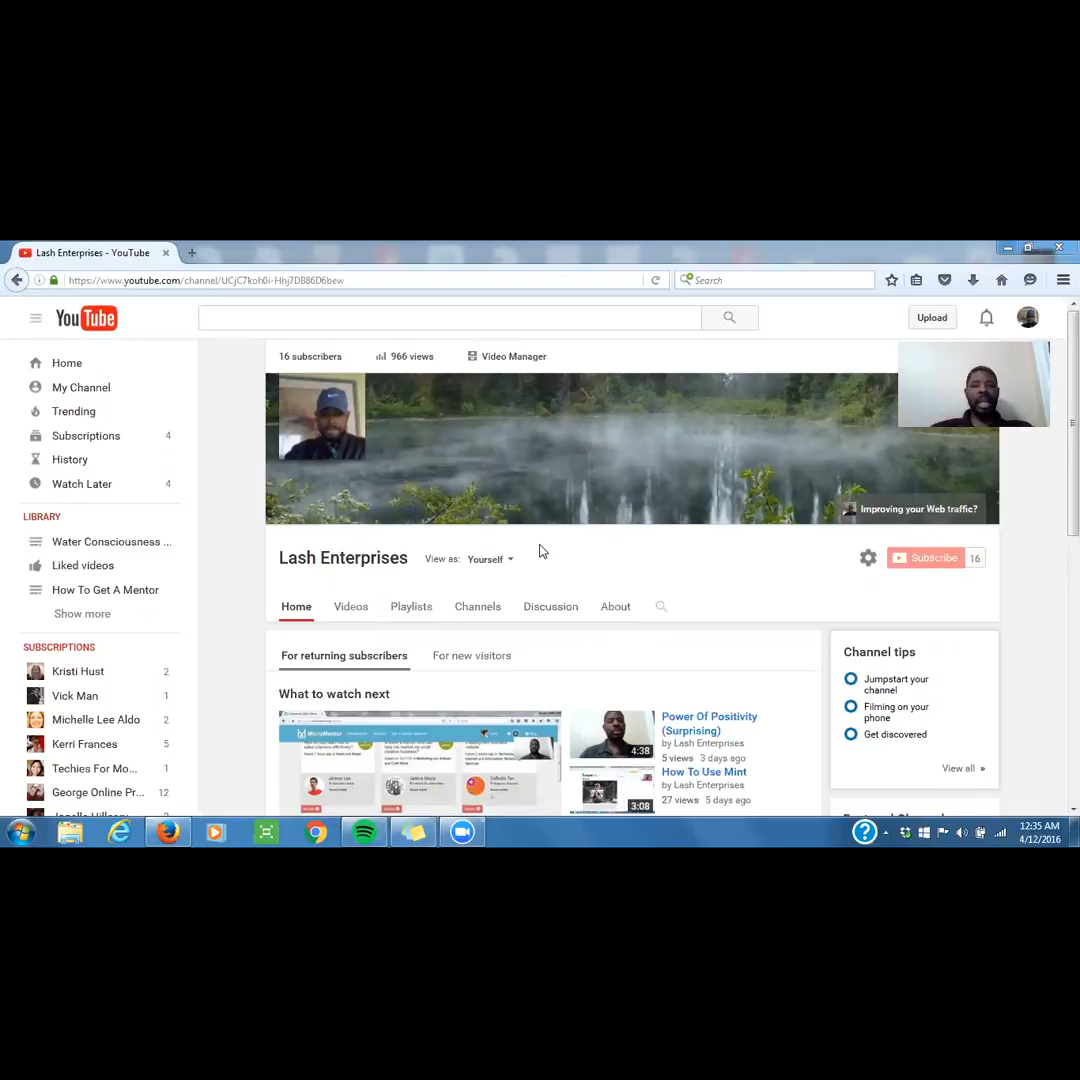 Lash Enterprises - YouTube
https://www.youtube.com/channel/UCjC7koh0i-Hhj7DB86D6bew
Search
YouTube
Upload
Home
My Channel
Trending
Subscriptions 4
History
Watch Later 4
LIBRARY
Water Consciousness ...
Liked videos
How To Get A Mentor
Show more
SUBSCRIPTIONS
Kristi Hust 2
Vick Man 1
Michelle Lee Aldo 2
Kerri Frances 5
Techies For Mo... 1
George Online Pr... 12
16 subscribers 966 views Video Manager
Improving your Web traffic?
Lash Enterprises View as: Yourself
Subscribe 16
Home Videos Playlists Channels Discussion About
For returning subscribers For new visitors
What to watch next
MicroMentor
Power Of Positivity
(Surprising)
by Lash Enterprises
5 views 3 days ago
4:38
How To Use Mint
by Lash Enterprises
27 views 5 days ago
3:08
Channel tips
Jumpstart your
channel
Filming on your
phone
Get discovered
View all »
12:35 AM
4/12/2016